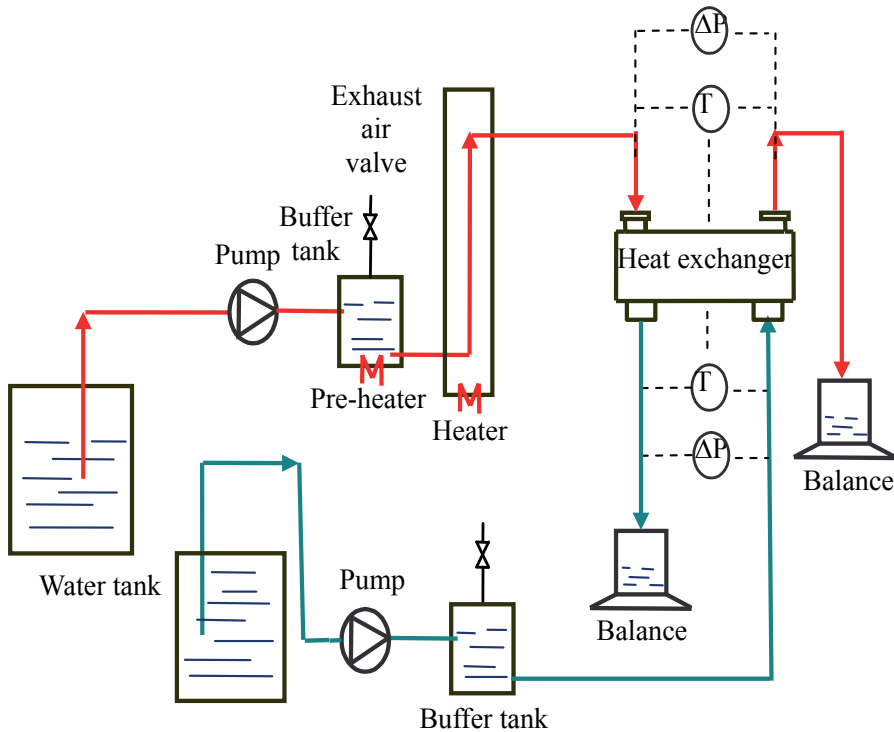 ΔP
T
Exhaust
air
valve
Buffer
tank
Pump
Heat exchanger
Pre-heater
Heater
T
ΔP
Balance
Water tank
Pump
Balance
Buffer tank